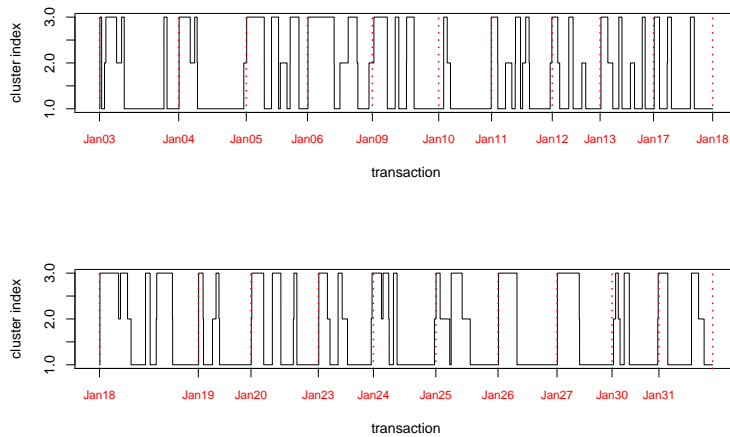 3.0
2.0
1.0
cluster index
Jan03 Jan04 Jan05 Jan06 Jan09 Jan10 Jan11 Jan12 Jan13 Jan17 Jan18
transaction
3.0
2.0
1.0
cluster index
Jan18 Jan19 Jan20 Jan23 Jan24 Jan25 Jan26 Jan27 Jan30 Jan31
transaction